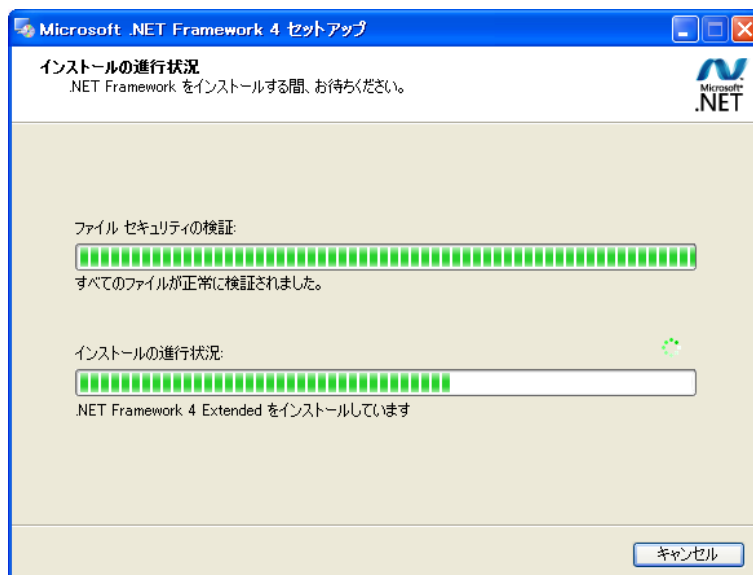 Microsoft .NET Framework 4 セットアップ
インストールの進行状況
.NET Framework をインストールする間、お待ちください。
Microsoft®
.NET
ファイル セキュリティの検証:
すべてのファイルが正常に検証されました。
インストールの進行状況:
.NET Framework 4 Extended をインストールしています
キャンセル